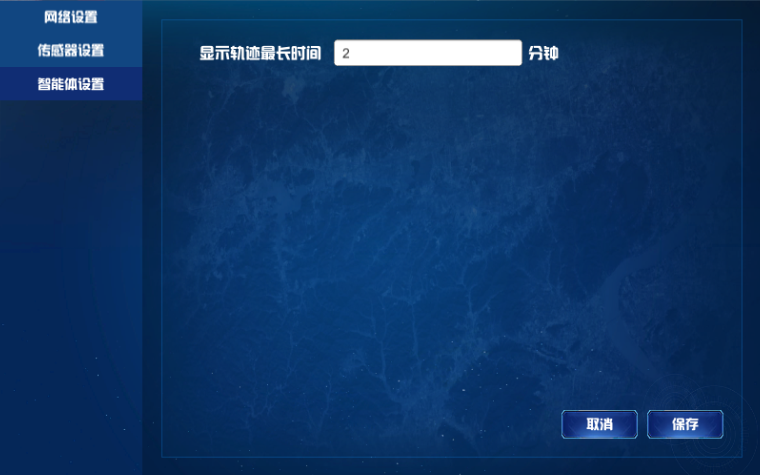 网络设置
传感器设置
智能体设置
显示轨迹最长时间 2 分钟
取消 保存